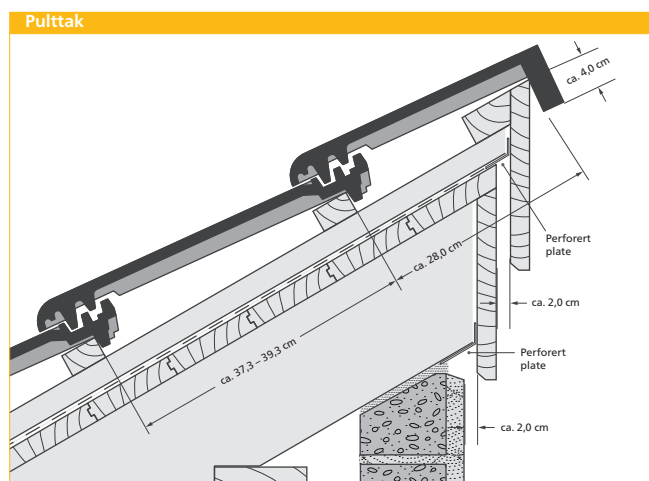 Pulttak
ca. 4,0 cm
ca. 28,0 cm
Perforert
plate
ca. 2,0 cm
ca. 37,3 – 39,3 cm
Perforert
plate
ca. 2,0 cm